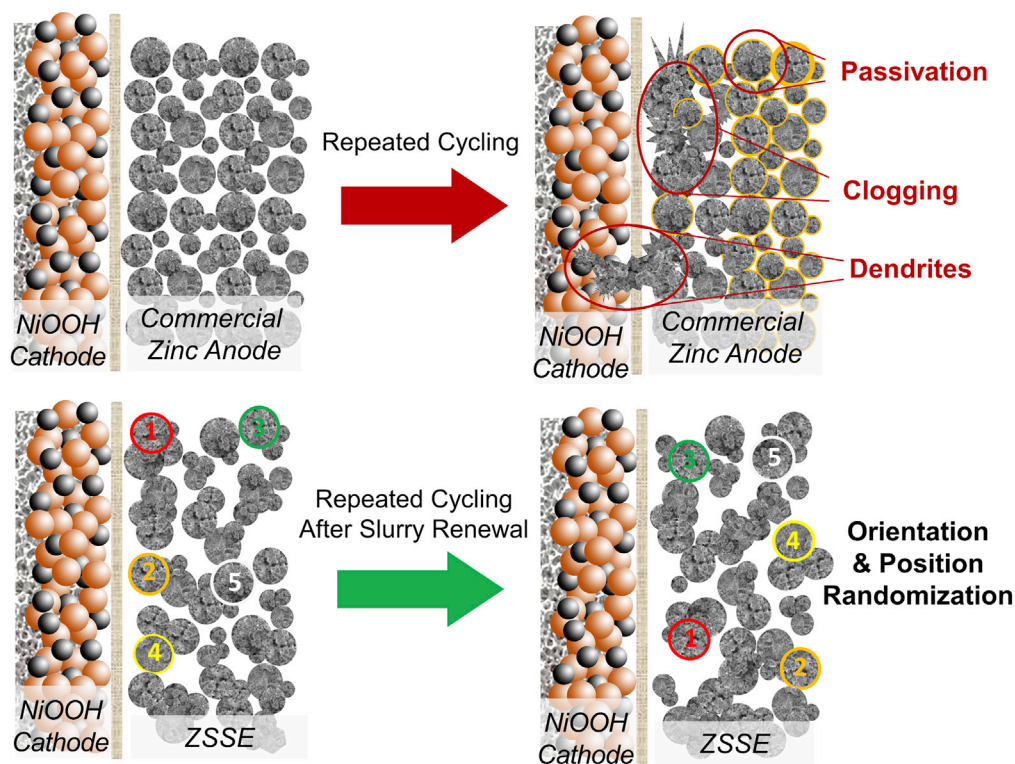 Repeated Cycling
Passivation
Clogging
Dendrites
NiOOH
Cathode
Commercial
Zinc Anode
NiOOH
Cathode
Commercial
Zinc Anode
1
3
2
5
4
Repeated Cycling
After Slurry Renewal
3
5
4
1
2
Orientation
& Position
Randomization
NiOOH
Cathode
ZSSE
NiOOH
Cathode
ZSSE